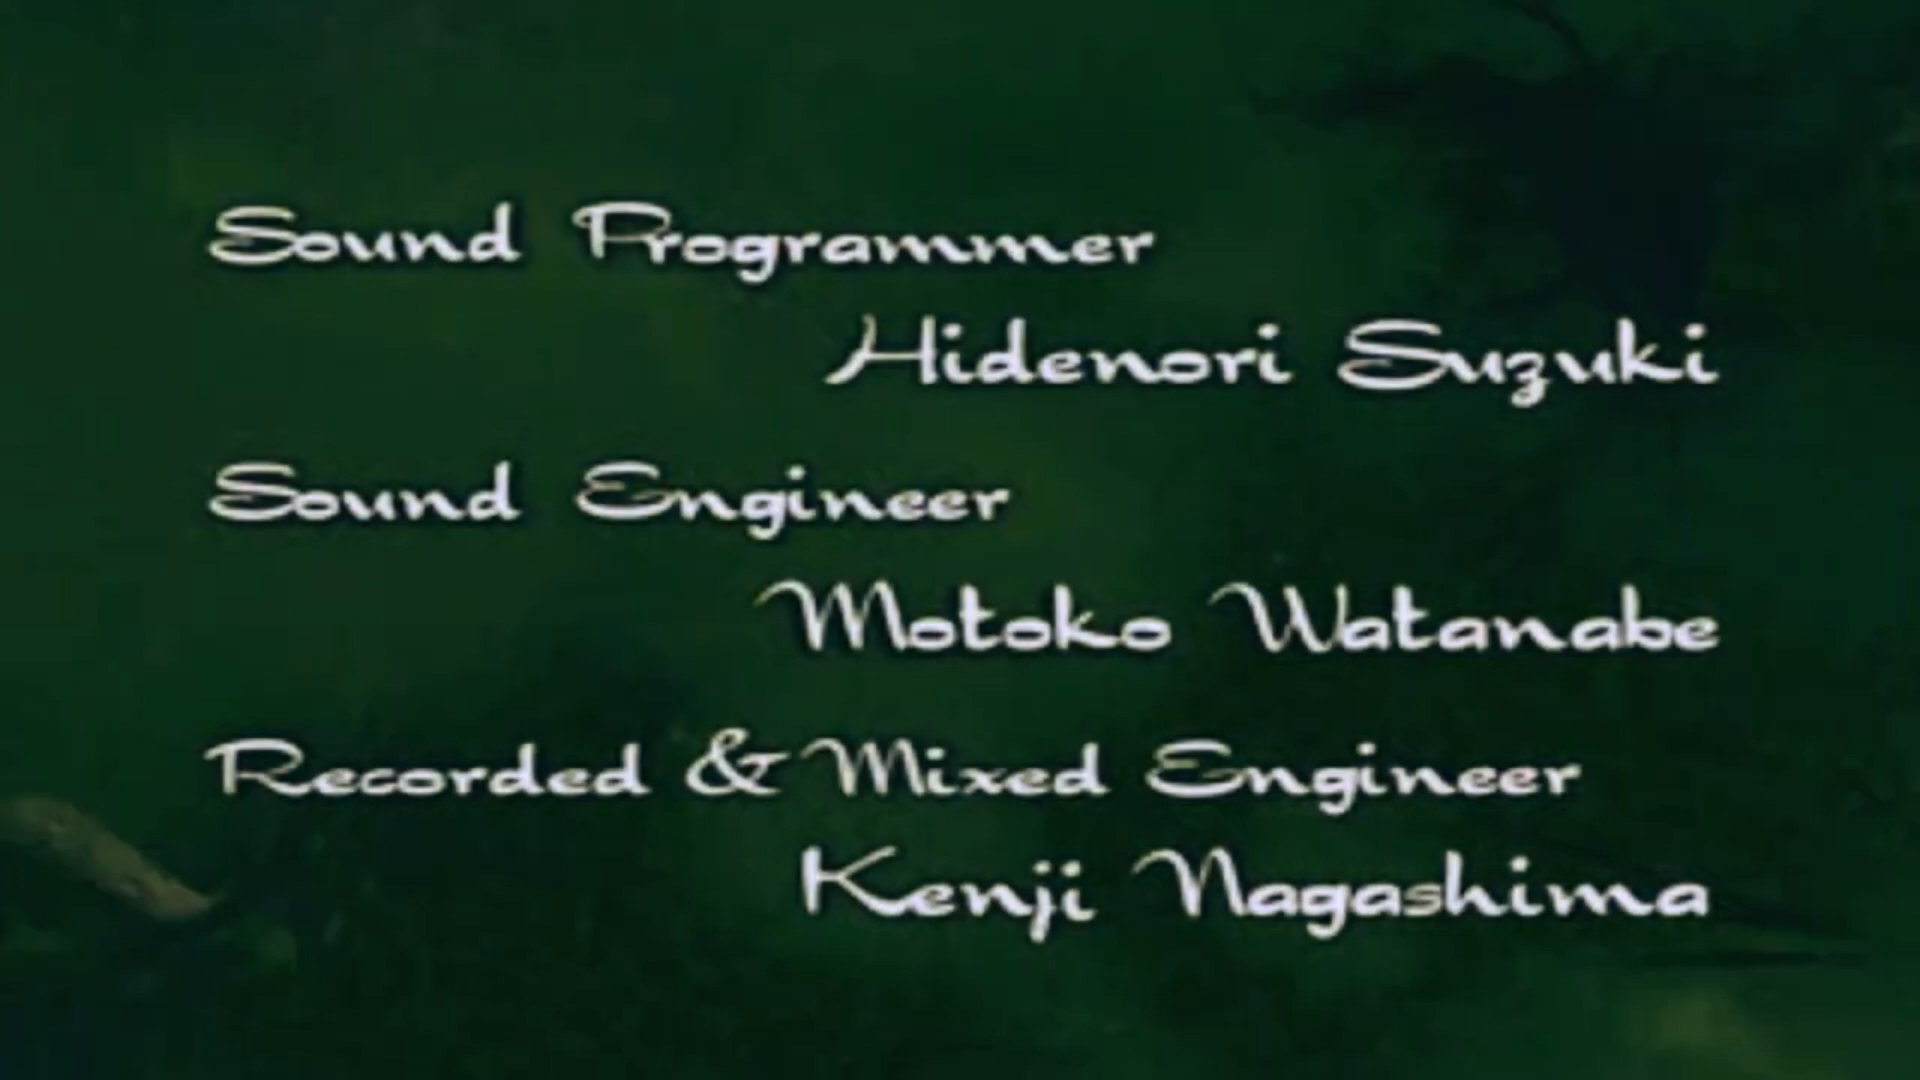 Sound Programmer
Hidenori Suzuki
Sound Engineer
Motoko Watanabe
Recorded & Mixed Engineer
Kenji Nagashima